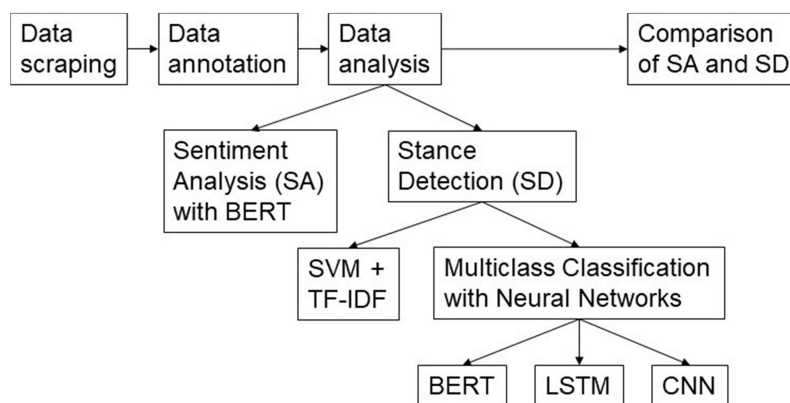 Data
scraping
Data
annotation
Data
analysis
Comparison
of SA and SD
Sentiment
Analysis (SA)
with BERT
Stance
Detection (SD)
SVM +
TF-IDF
Multiclass Classification
with Neural Networks
BERT
LSTM
CNN